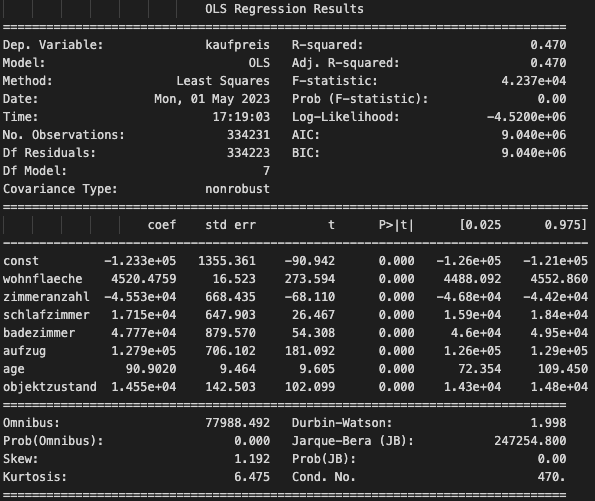 OLS Regression Results
==============================================================================
Dep. Variable: kaufpreis R-squared: 0.470
Model: OLS Adj. R-squared: 0.470
Method: Least Squares F-statistic: 4.237e+04
Date: Mon, 01 May 2023 Prob (F-statistic): 0.00
Time: 17:19:03 Log-Likelihood: -4.5200e+06
No. Observations: 334231 AIC: 9.040e+06
Df Residuals: 334223 BIC: 9.040e+06
Df Model: 7
Covariance Type: nonrobust
=================================================================================
coef std err t P>|t| [0.025 0.975]
---------------------------------------------------------------------------------
const -1.233e+05 1355.361 -90.942 0.000 -1.26e+05 -1.21e+05
wohnflaeche 4520.4759 16.523 273.594 0.000 4488.092 4552.860
zimmeranzahl -4.553e+04 668.435 -68.110 0.000 -4.68e+04 -4.42e+04
schlafzimmer 1.715e+04 647.903 26.467 0.000 1.59e+04 1.84e+04
badezimmer 4.777e+04 879.570 54.308 0.000 4.6e+04 4.95e+04
aufzug 1.279e+05 706.102 181.092 0.000 1.26e+05 1.29e+05
age 90.9020 9.464 9.605 0.000 72.354 109.450
objektzustand 1.455e+04 142.503 102.099 0.000 1.43e+04 1.48e+04
==============================================================================
Omnibus: 77988.492 Durbin-Watson: 1.998
Prob(Omnibus): 0.000 Jarque-Bera (JB): 247254.800
Skew: 1.192 Prob(JB): 0.00
Kurtosis: 6.475 Cond. No. 470.
==============================================================================